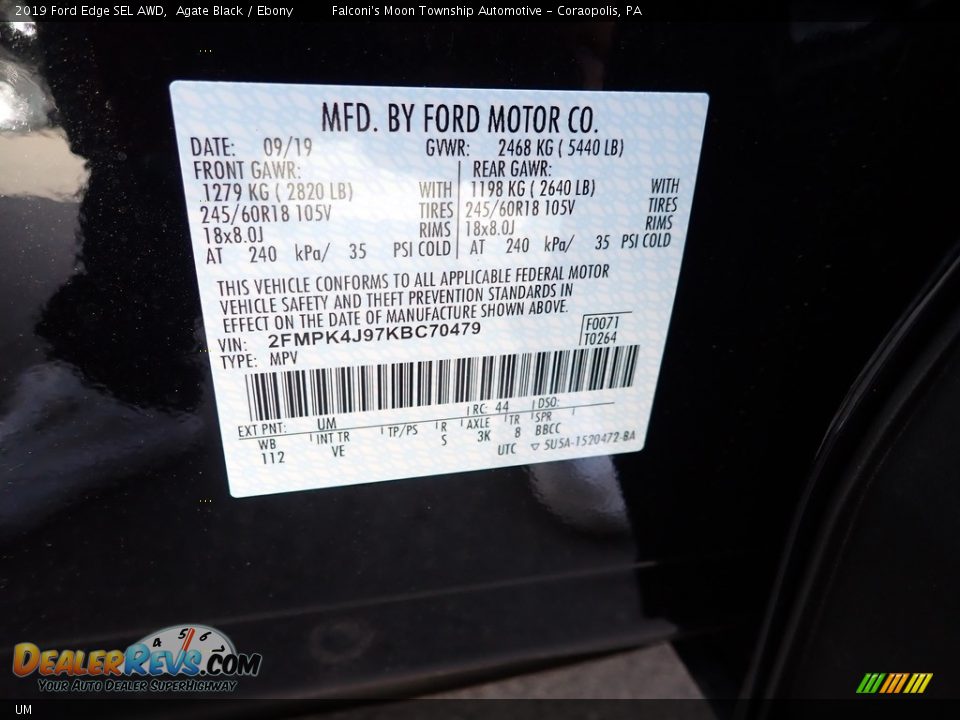 2019 Ford Edge SEL AWD,  Agate Black / Ebony    Falconi's Moon Township Automotive - Coraopolis, PA
MFD. BY FORD MOTOR CO.
DATE: 09/19    GVWR: 2468 KG ( 5440 LB)
FRONT GAWR:    REAR GAWR:
1279 KG ( 2820 LB) WITH    1198 KG ( 2640 LB) WITH
245/60R18 105V TIRES    245/60R18 105V TIRES
18x8.0J RIMS    18x8.0J RIMS
AT 240 kPa/ 35 PSI COLD    AT 240 kPa/ 35 PSI COLD
THIS VEHICLE CONFORMS TO ALL APPLICABLE FEDERAL MOTOR
VEHICLE SAFETY AND THEFT PREVENTION STANDARDS IN
EFFECT ON THE DATE OF MANUFACTURE SHOWN ABOVE.
VIN: 2FMPK4J97KBC70479    F0071
TYPE: MPV    T0264
EXT PNT: UM    RC: 44    DSO:
WB    INT TR    TP/PS    R    AXLE    TR    SPR
112    VE    S    3K    8    BBCC
UTC ▽ 5U5A-1520472-BA
4 5 6
DealerRevs.com
Your Auto Dealer SuperHighway
UM